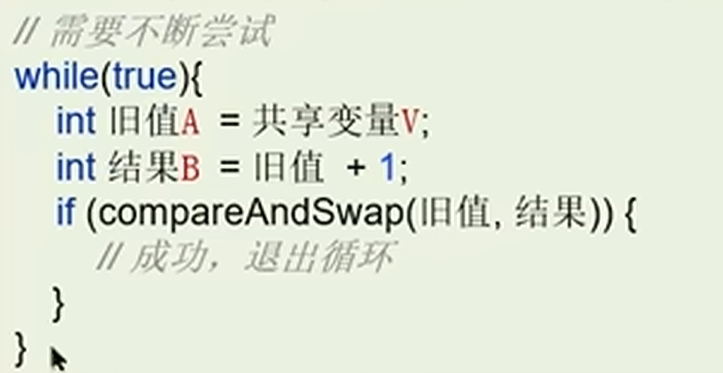 // 需要不断尝试
while(true){
int 旧值A = 共享变量V;
int 结果B = 旧值 + 1;
if (compareAndSwap(旧值, 结果)) {
// 成功，退出循环
}
}